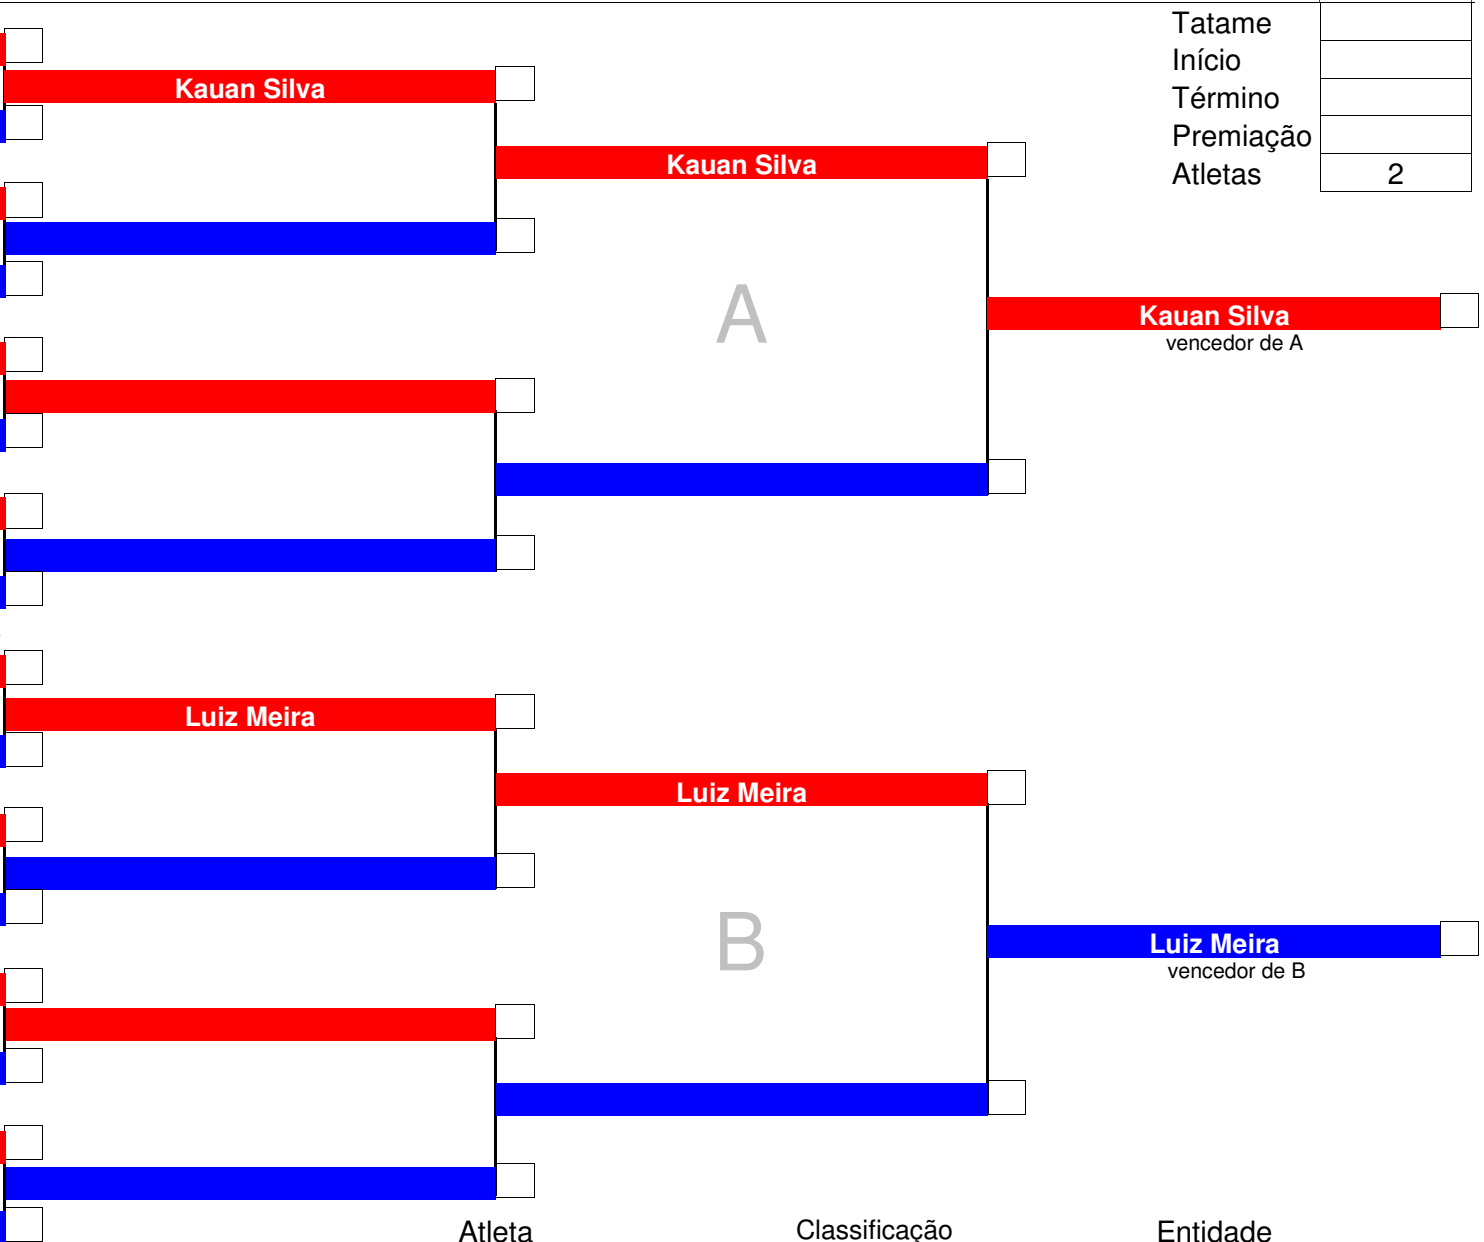 Tatame
Início
Kauan Silva
Término
Premiação
Kauan Silva
Atletas 2
A
Kauan Silva
vencedor de A
Luiz Meira
Luiz Meira
B
Luiz Meira
vencedor de B
Atleta Classificação Entidade